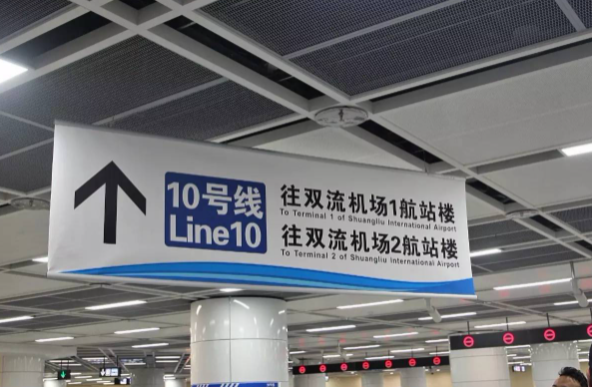 10号线
Line10
往双流机场1航站楼
To Terminal 1 of Shuangliu International Airport
往双流机场2航站楼
To Terminal 2 of Shuangliu International Airport